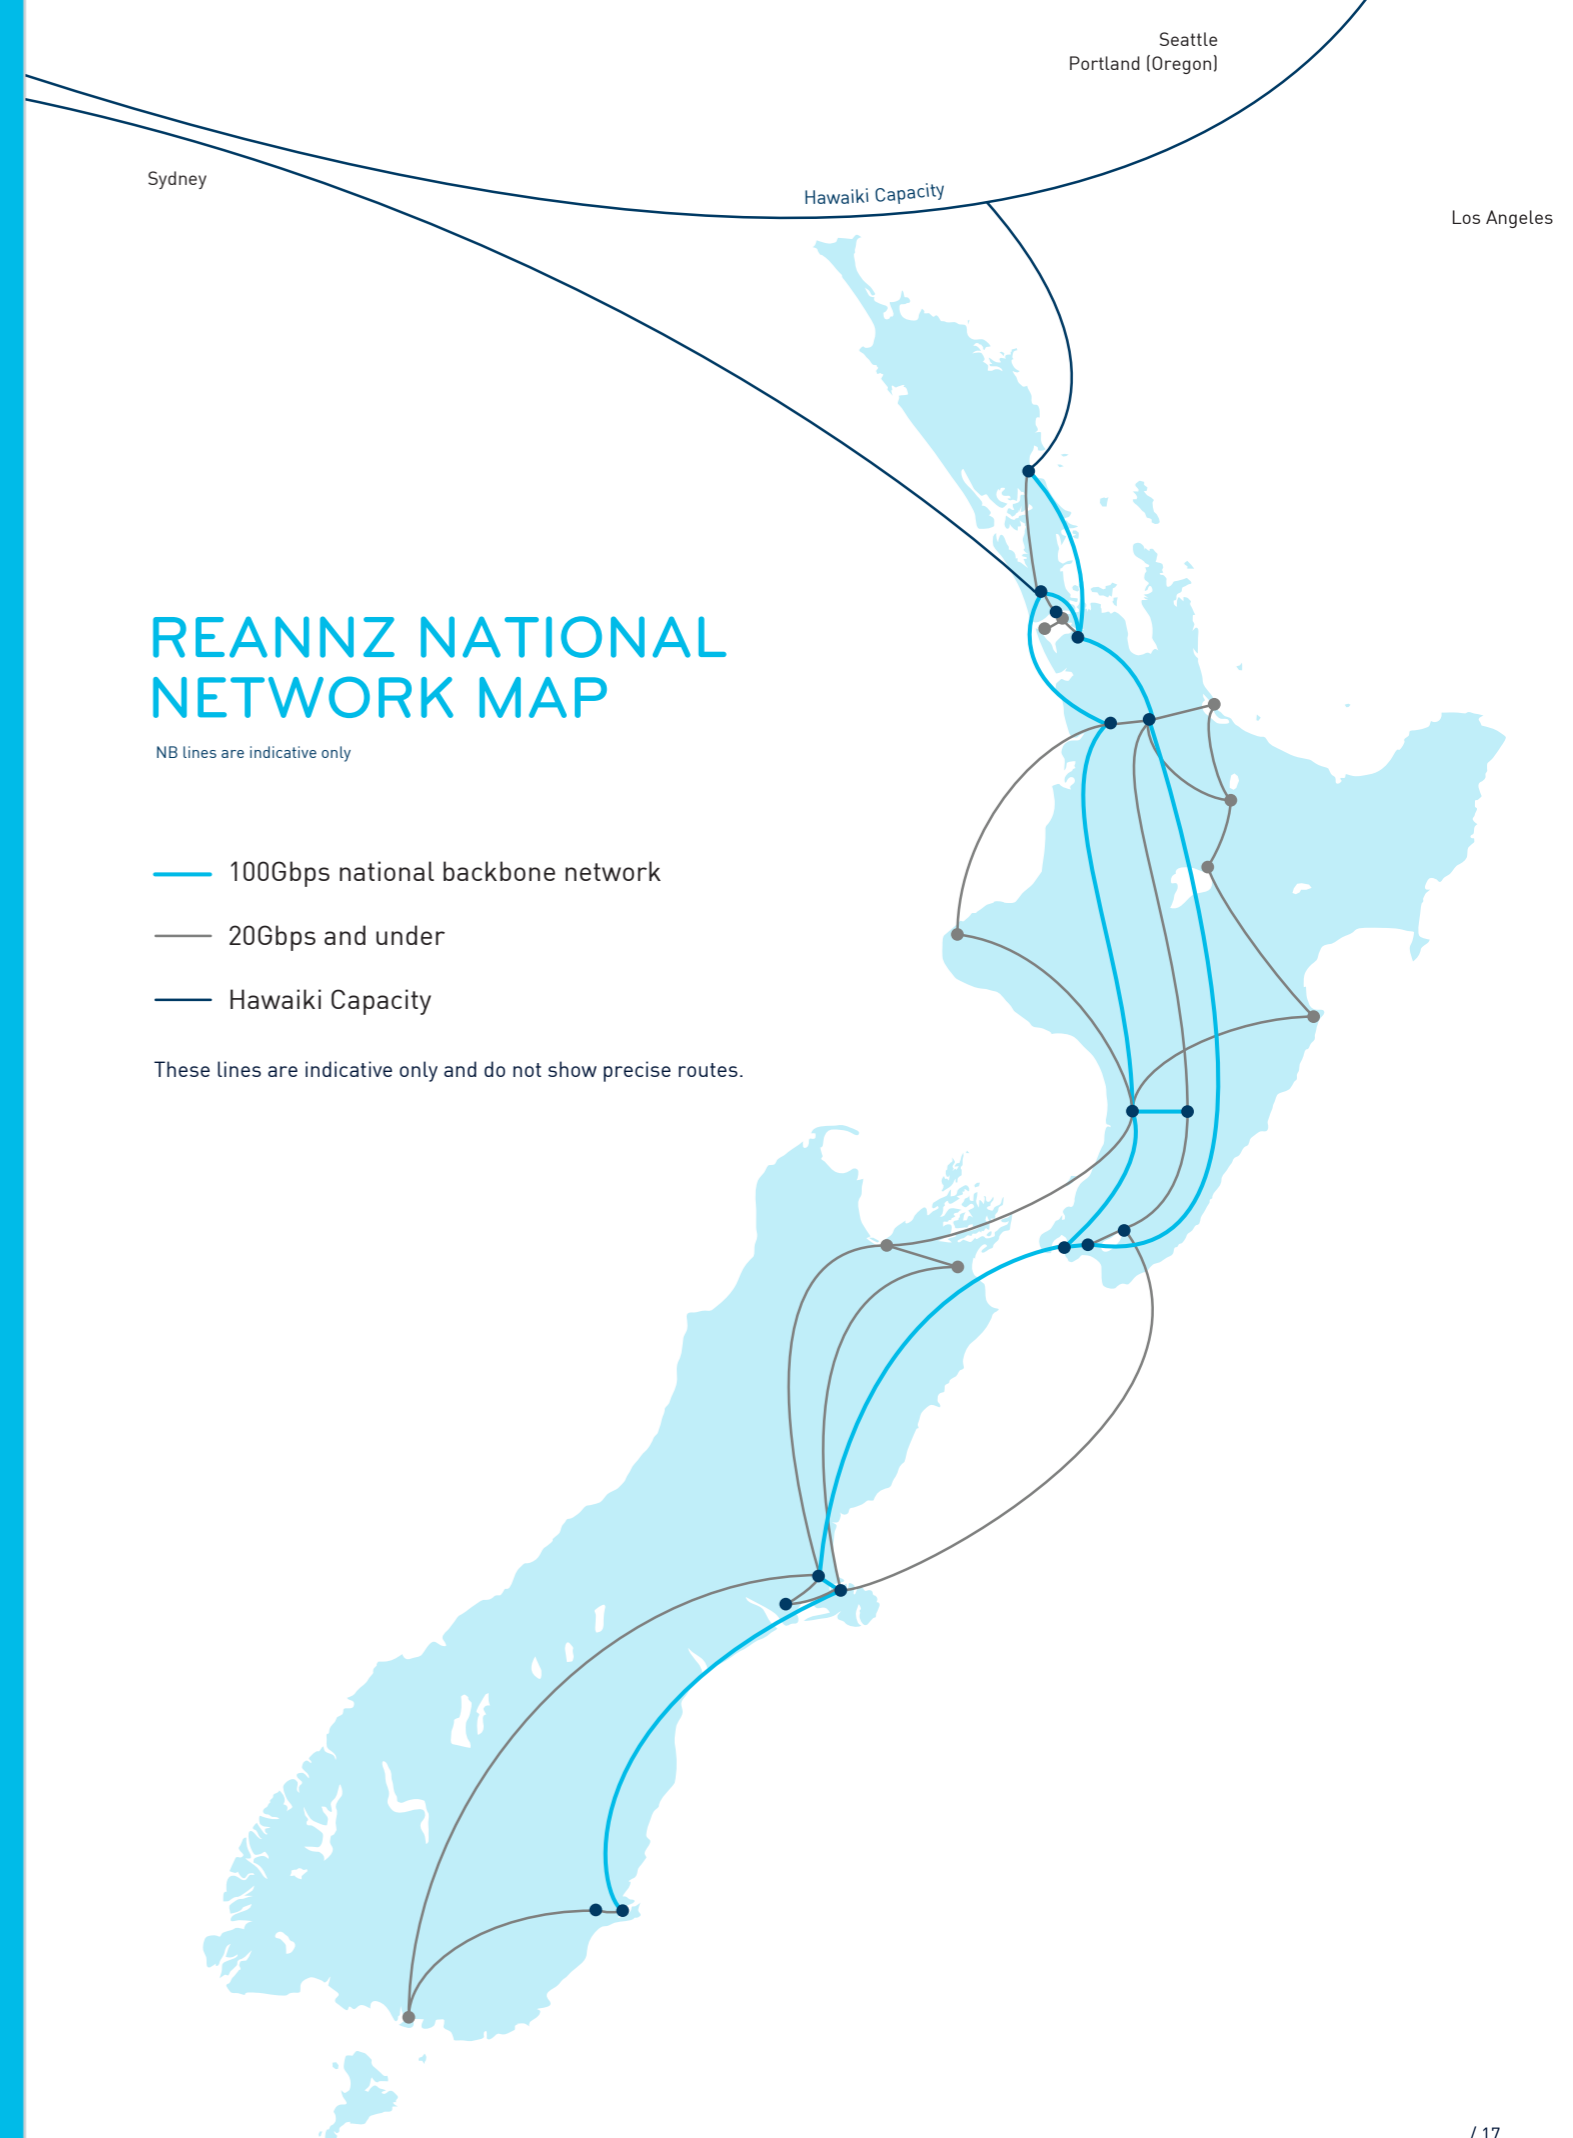 Seattle
Portland (Oregon)
Sydney
Hawaiki Capacity
Los Angeles
REANNZ NATIONAL
NETWORK MAP
NB lines are indicative only
100Gbps national backbone network
20Gbps and under
Hawaiki Capacity
These lines are indicative only and do not show precise routes.
/ 17